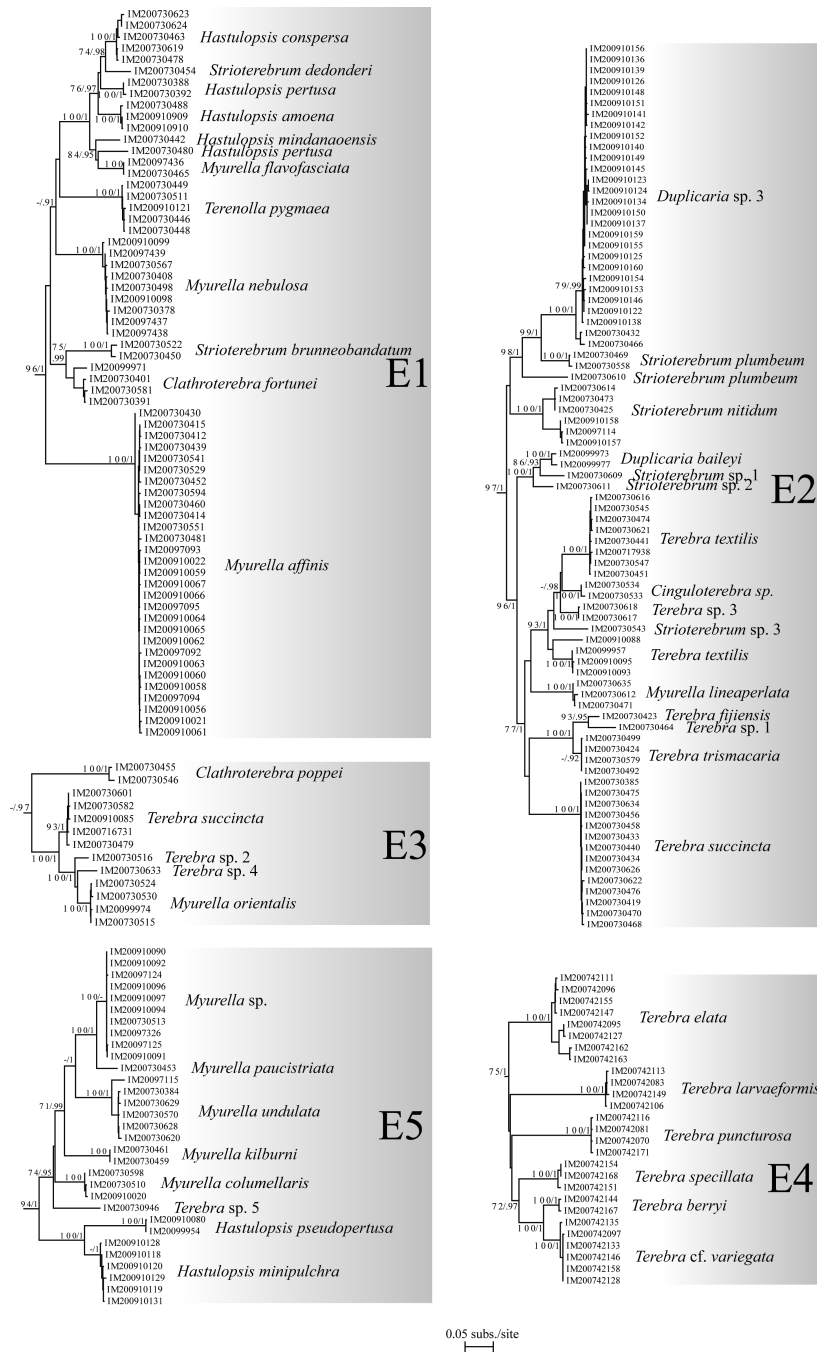 IM200730623
IM200730624
IM200730463
IM200730619
IM200730478
100/1
Hastulopsis conspersa
74/.98
IM200730454
Strioterebrum dedonderi
76/.97
IM200730388
IM200730392
100/1
Hastulopsis pertusa
IM200730488
IM200910909
IM200910910
100/1
Hastulopsis amoena
100/1
IM200730442
Hastulopsis mindanaoensis
IM200730480
Hastulopsis pertusa
84/.95
IM20097436
IM200730465
100
Myurella flavofasciata
IM200730449
IM200730511
IM200910121
IM200730446
IM200730448
100/1
Terenolla pygmaea
-/.91
IM200910099
IM20097439
IM200730567
IM200730408
IM200730498
IM200910098
IM200730378
IM20097437
IM20097438
100/1
Myurella nebulosa
75/
.99
IM200730522
IM200730450
100/1
Strioterebrum brunneobandatum
IM20099971
IM200730401
IM200730581
IM200730391
Clathroterebra fortunei
96/1
E1
IM200730430
IM200730415
IM200730412
IM200730439
IM200730541
IM200730529
IM200730452
IM200730594
IM200730460
IM200730414
IM200730551
IM200730481
IM20097093
IM200910022
IM200910059
IM200910067
IM200910066
IM20097095
IM200910064
IM200910065
IM200910062
IM20097092
IM200910063
IM200910060
IM200910058
IM20097094
IM200910056
IM200910021
IM200910061
100/1
Myurella affinis
IM200730455
IM200730546
100/1
Clathroterebra poppei
-/.97
IM200730601
IM200730582
IM200910085
IM200716731
IM200730479
93/1
Terebra succincta
100/1
IM200730516
Terebra sp. 2
IM200730633
Terebra sp. 4
100/1
IM200730524
IM200730530
IM20099974
IM200730515
100/1
Myurella orientalis
E3
IM200910090
IM200910092
IM20097124
IM200910096
IM200910097
IM200910094
IM200730513
IM20097326
IM20097125
IM200910091
100/-
Myurella sp.
100/1
IM200730453
Myurella paucistriata
-/1
IM20097115
IM200730384
IM200730629
IM200730570
IM200730628
IM200730620
100/1
Myurella undulata
71/.99
IM200730461
IM200730459
100
Myurella kilburni
74/.95
IM200730598
IM200730510
IM200910020
100
Myurella columellaris
94/1
IM200730946
Terebra sp. 5
IM200910080
IM20099954
100/1
Hastulopsis pseudopertusa
100/1
-/1
IM200910128
IM200910118
IM200910120
IM200910129
IM200910119
IM200910131
Hastulopsis minipulchra
E5
IM200910156
IM200910136
IM200910139
IM200910126
IM200910148
IM200910151
IM200910141
IM200910142
IM200910152
IM200910140
IM200910149
IM200910145
IM200910123
IM200910124
IM200910134
IM200910150
IM200910137
IM200910159
IM200910155
IM200910125
IM200910160
IM200910154
IM200910153
IM200910146
IM200910122
IM200910138
79/.99
Duplicaria sp. 3
100/1
IM200730432
IM200730466
99/1
IM200730469
IM200730558
100/1
Strioterebrum plumbeum
98/1
IM200730610
Strioterebrum plumbeum
IM200730614
IM200730473
IM200730425
IM200910158
IM20097114
IM200910157
100/1
Strioterebrum nitidum
IM20099973
IM20099977
100/1
Duplicaria baileyi
86/.93
IM200730609
Strioterebrum sp. 1
100/1
IM200730611
Strioterebrum sp. 2
97/1
E2
IM200730616
IM200730545
IM200730474
IM200730621
IM200730441
IM200717938
IM200730547
IM200730451
100/1
Terebra textilis
-/.98
IM200730534
IM200730533
100/1
Cinguloterebra sp.
IM200730618
IM200730617
100/1
Terebra sp. 3
96/1
93/1
IM200730543
Strioterebrum sp. 3
IM200910088
IM20099957
IM200910095
IM200910093
100/1
Terebra textilis
IM200730635
IM200730612
IM200730471
100/1
Myurella lineaperlata
77/1
93/.95
IM200730423
Terebra fijiensis
IM200730464
Terebra sp. 1
100/1
IM200730499
IM200730424
IM200730579
IM200730492
-/.92
Terebra trismacaria
IM200730385
IM200730475
IM200730634
IM200730456
IM200730458
IM200730433
IM200730440
IM200730434
IM200730626
IM200730622
IM200730476
IM200730419
IM200730470
IM200730468
100/1
Terebra succincta
IM200742111
IM200742096
IM200742155
IM200742147
IM200742095
IM200742127
IM200742162
IM200742163
100/1
Terebra elata
75/1
IM200742113
IM200742083
IM200742149
IM200742106
100/1
Terebra larvaeformis
IM200742116
IM200742081
IM200742070
IM200742171
100/1
Terebra puncturosa
IM200742154
IM200742168
IM200742151
100/1
Terebra specillata
72/.97
IM200742144
IM200742167
100/1
Terebra berryi
100/1
IM200742135
IM200742097
IM200742133
IM200742146
IM200742158
IM200742128
100/1
Terebra cf. variegata
E4
0.05 subs./site